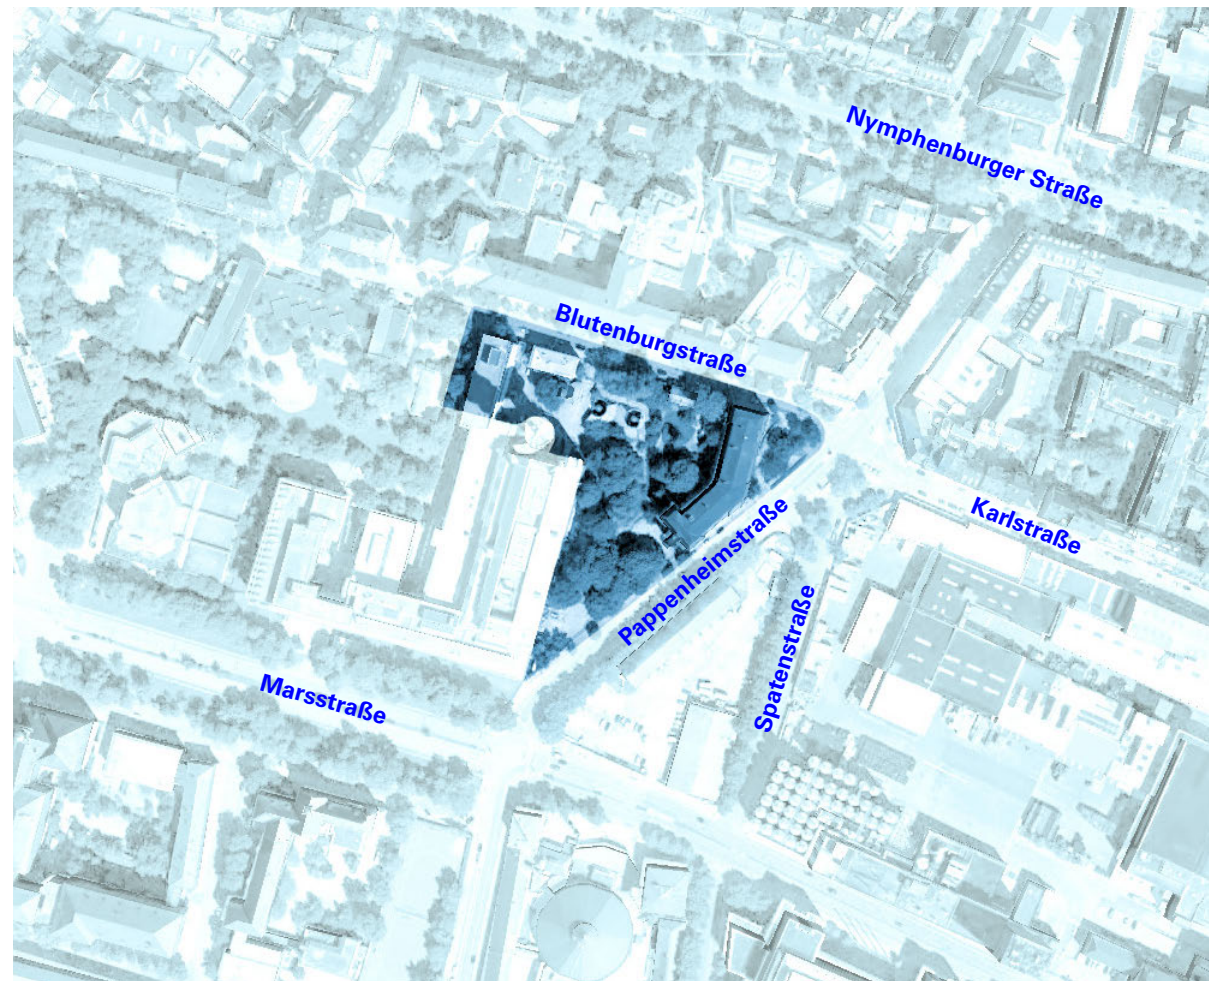 Nymphenburger Straße
Blutenburgstraße
Karlstraße
Pappenheimstraße
Spatenstraße
Marsstraße